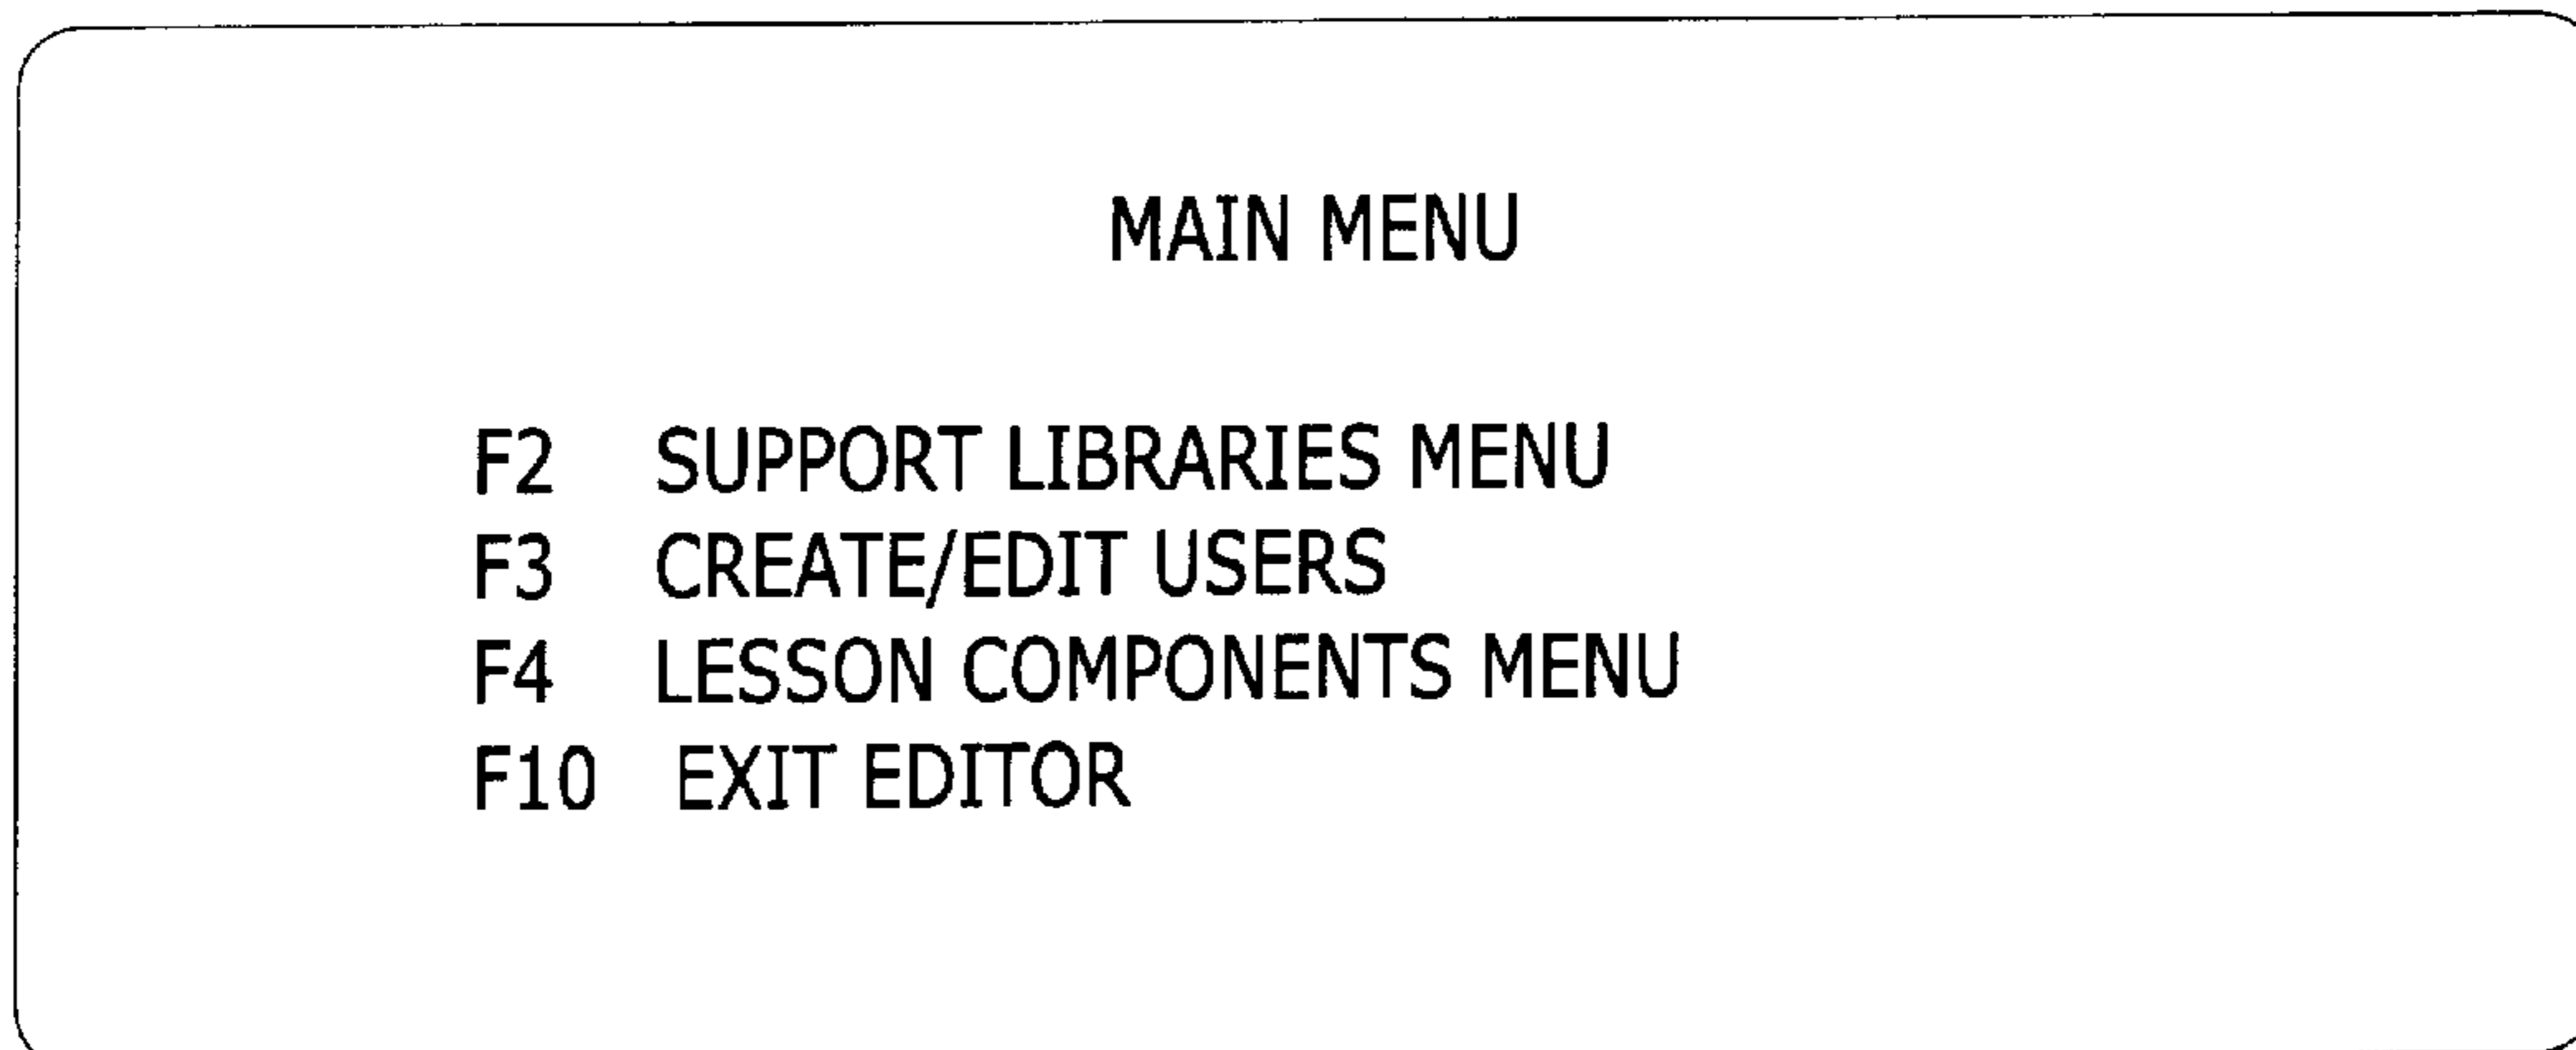 MAIN MENU
F2 SUPPORT LIBRARIES MENU
F3 CREATE/EDIT USERS
F4 LESSON COMPONENTS MENU
F10 EXIT EDITOR